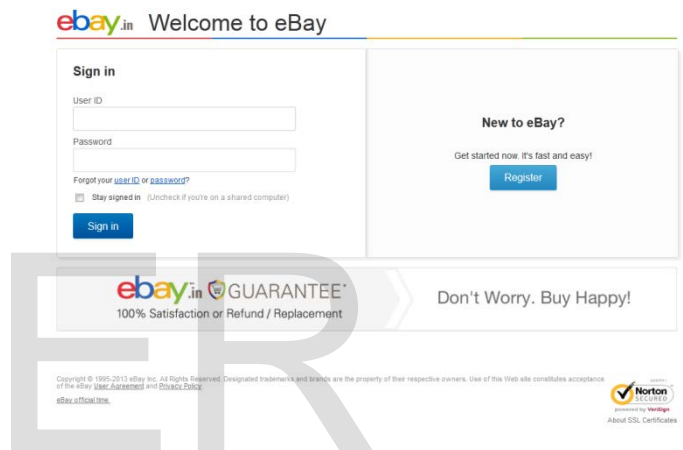 ebay.in Welcome to eBay
Sign in
User ID
Password
Forgot your user ID or password?
Stay signed in (Uncheck if you're on a shared computer)
Sign in
New to eBay?
Get started now. It's fast and easy!
Register
ebay.in GUARANTEE*
100% Satisfaction or Refund / Replacement
Don't Worry. Buy Happy!
Copyright © 1995-2013 eBay Inc. All Rights Reserved. Designated trademarks and brands are the property of their respective owners. Use of this Web site constitutes acceptance
of the eBay User Agreement and Privacy Policy
eBay official time
Norton
SECURED
powered by VeriSign
About SSL Certificates
ER